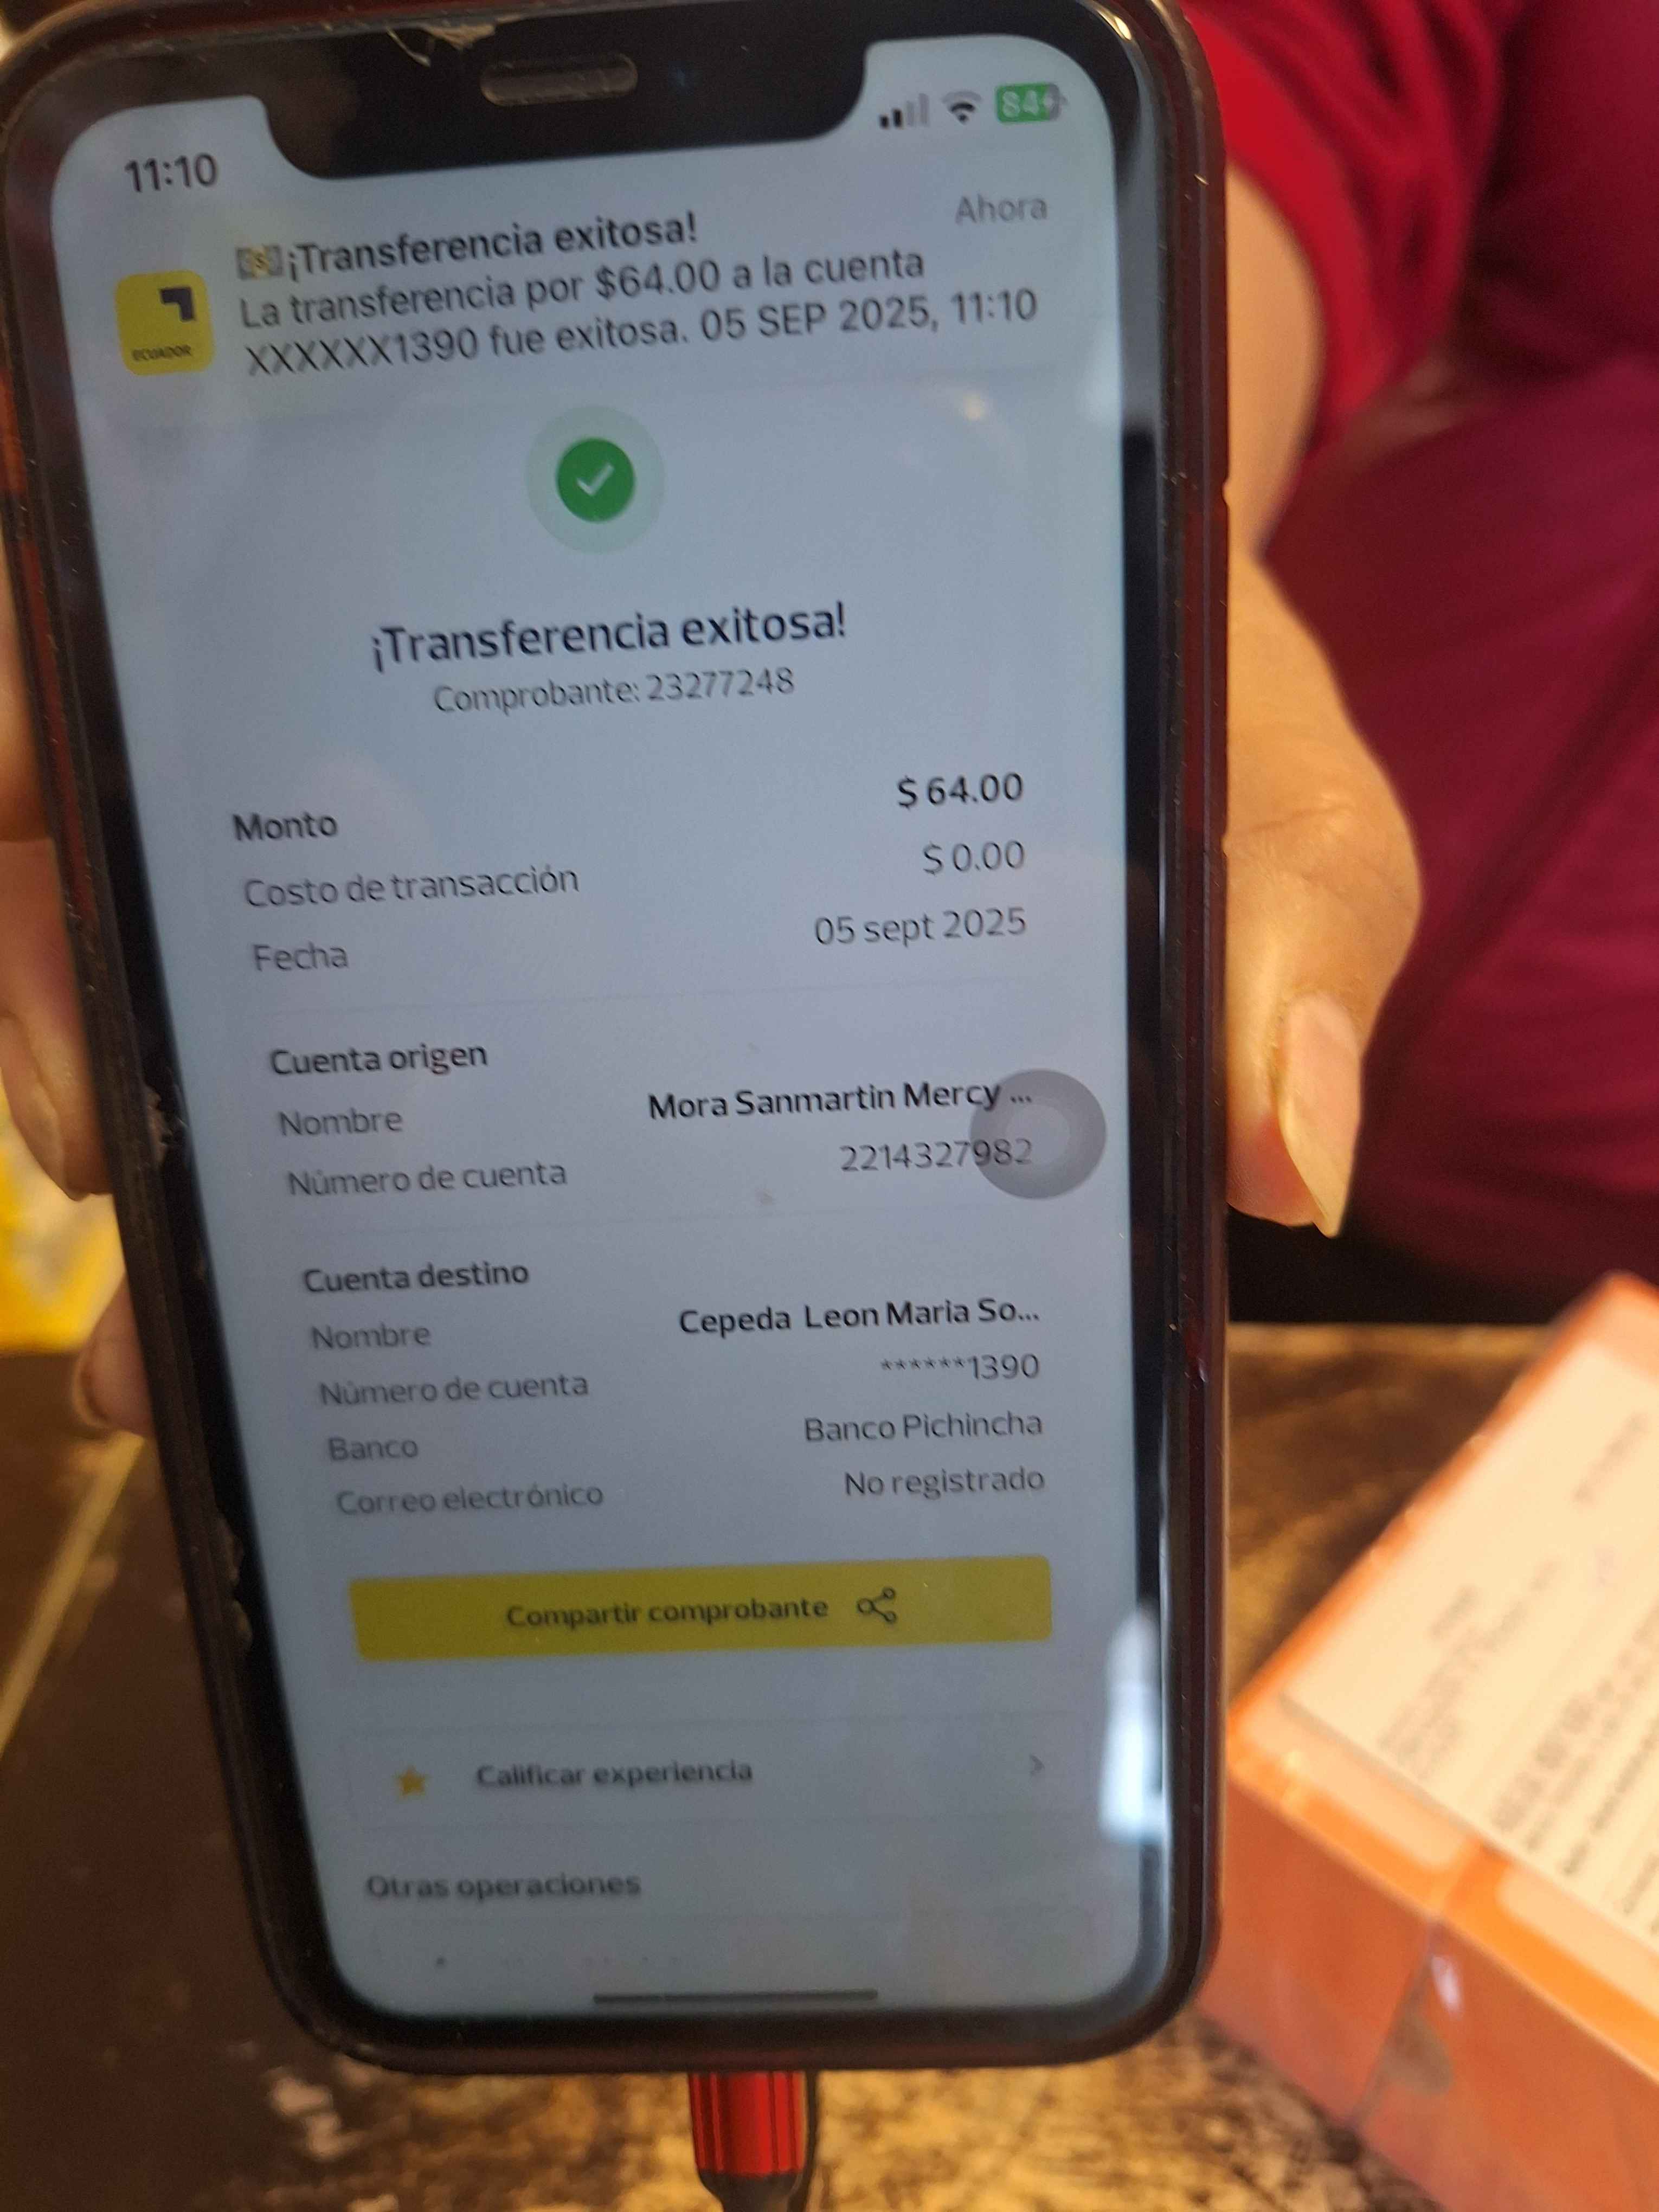 11:10
84
¡Transferencia exitosa!
Ahora
La transferencia por $64.00 a la cuenta
XXXXXX1390 fue exitosa. 05 SEP 2025, 11:10
ECUADOR
¡Transferencia exitosa!
Comprobante: 23277248
Monto $ 64.00
Costo de transacción $ 0.00
Fecha 05 sept 2025
Cuenta origen
Nombre Mora Sanmartin Mercy ...
Número de cuenta 2214327982
Cuenta destino
Nombre Cepeda Leon Maria So...
Número de cuenta ******1390
Banco Banco Pichincha
Correo electrónico No registrado
Compartir comprobante
Calificar experiencia
Otras operaciones